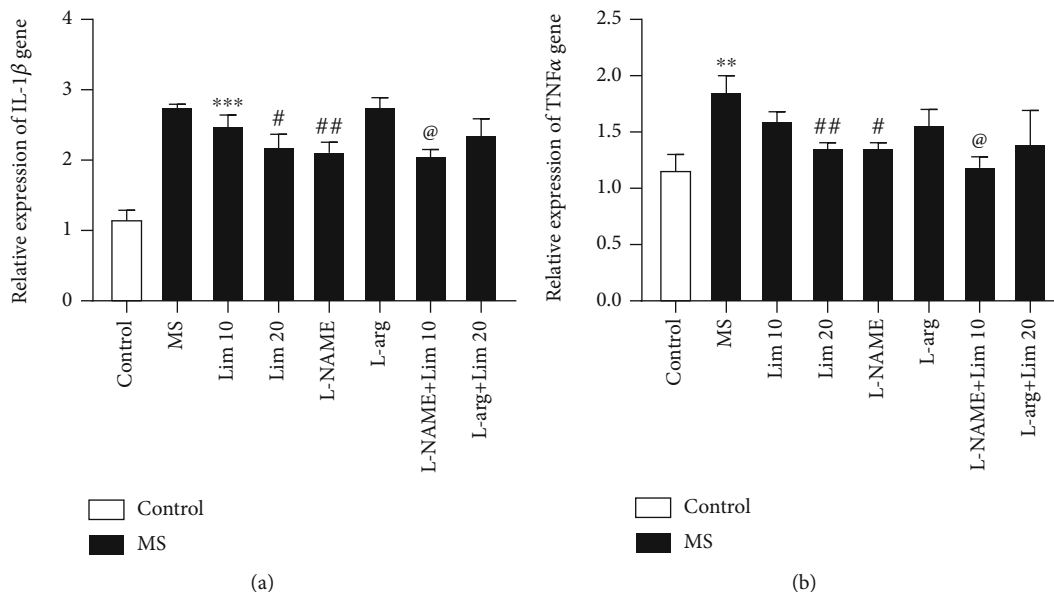 Relative expression of IL-1β gene
4
3
2
1
0
***
#
##
@
Control
MS
Lim 10
Lim 20
L-NAME
L-arg
L-NAME+Lim 10
L-arg+Lim 20
Control
MS
(a)
Relative expression of TNFα gene
2.5
2.0
1.5
1.0
0.5
0.0
**
##
#
@
Control
MS
Lim 10
Lim 20
L-NAME
L-arg
L-NAME+Lim 10
L-arg+Lim 20
Control
MS
(b)